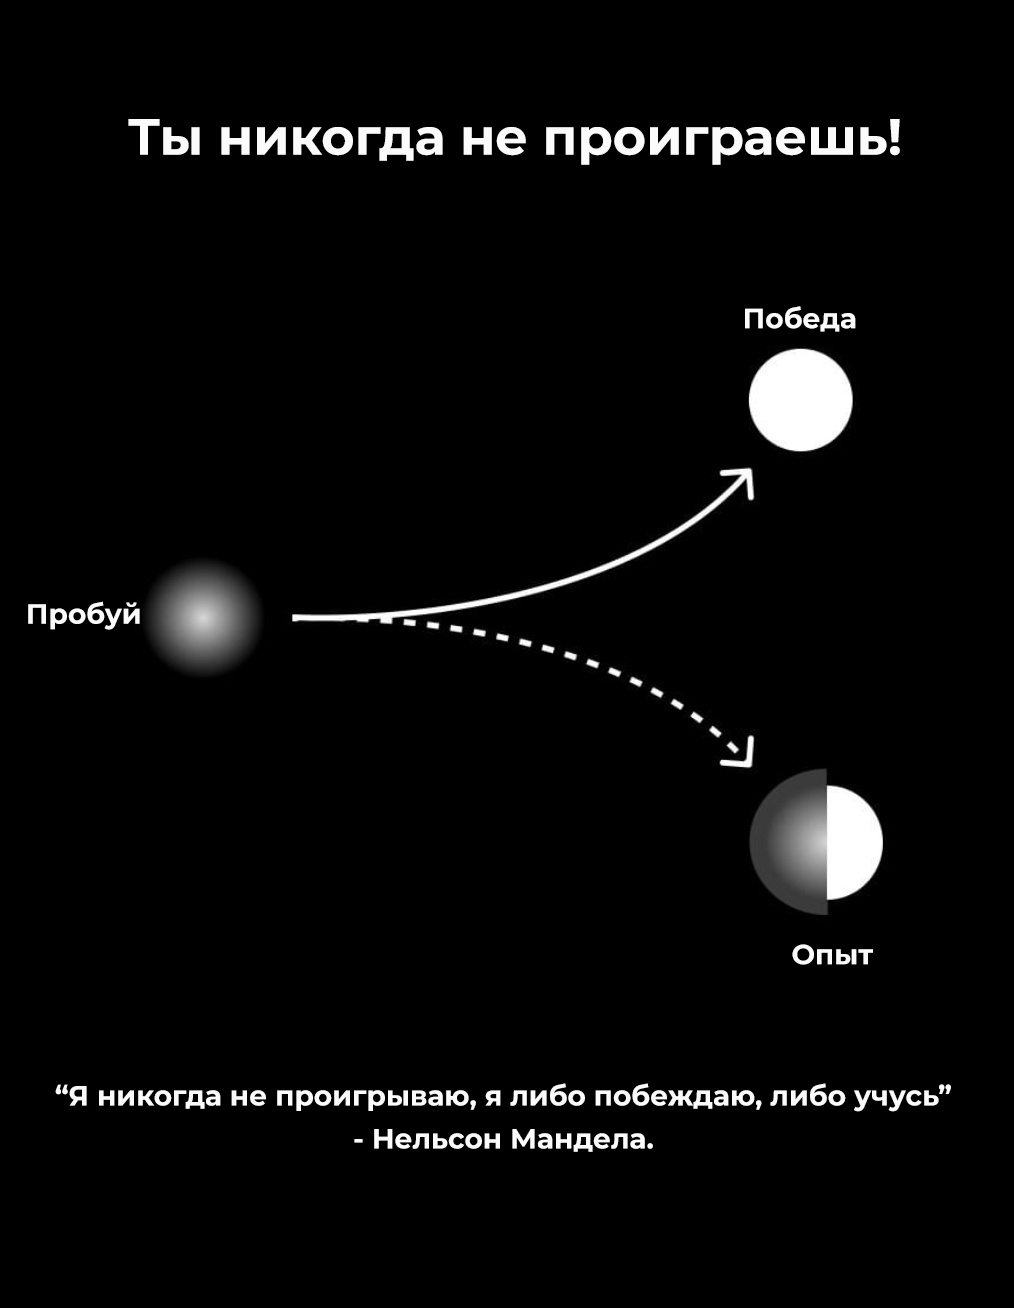 Ты никогда не проиграешь!
Победа
Пробуй
Опыт
“Я никогда не проигрываю, я либо побеждаю, либо учусь”
- Нельсон Мандела.